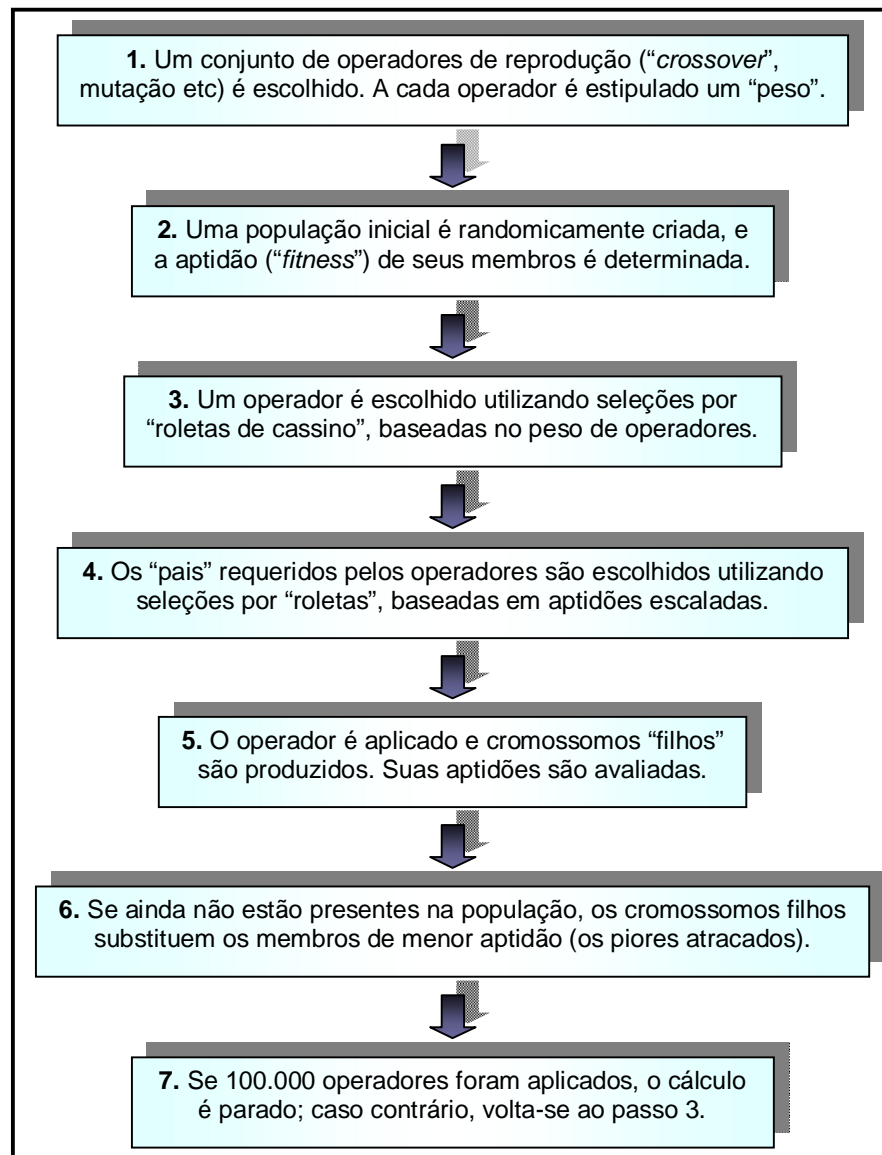 1. Um conjunto de operadores de reprodução (“crossover”,
mutação etc) é escolhido. A cada operador é estipulado um “peso”.
2. Uma população inicial é randomicamente criada, e
a aptidão (“fitness”) de seus membros é determinada.
3. Um operador é escolhido utilizando seleções por
“roletas de cassino”, baseadas no peso de operadores.
4. Os “pais” requeridos pelos operadores são escolhidos utilizando
seleções por “roletas”, baseadas em aptidões escaladas.
5. O operador é aplicado e cromossomos “filhos”
são produzidos. Suas aptidões são avaliadas.
6. Se ainda não estão presentes na população, os cromossomos filhos
substituem os membros de menor aptidão (os piores atracados).
7. Se 100.000 operadores foram aplicados, o cálculo
é parado; caso contrário, volta-se ao passo 3.